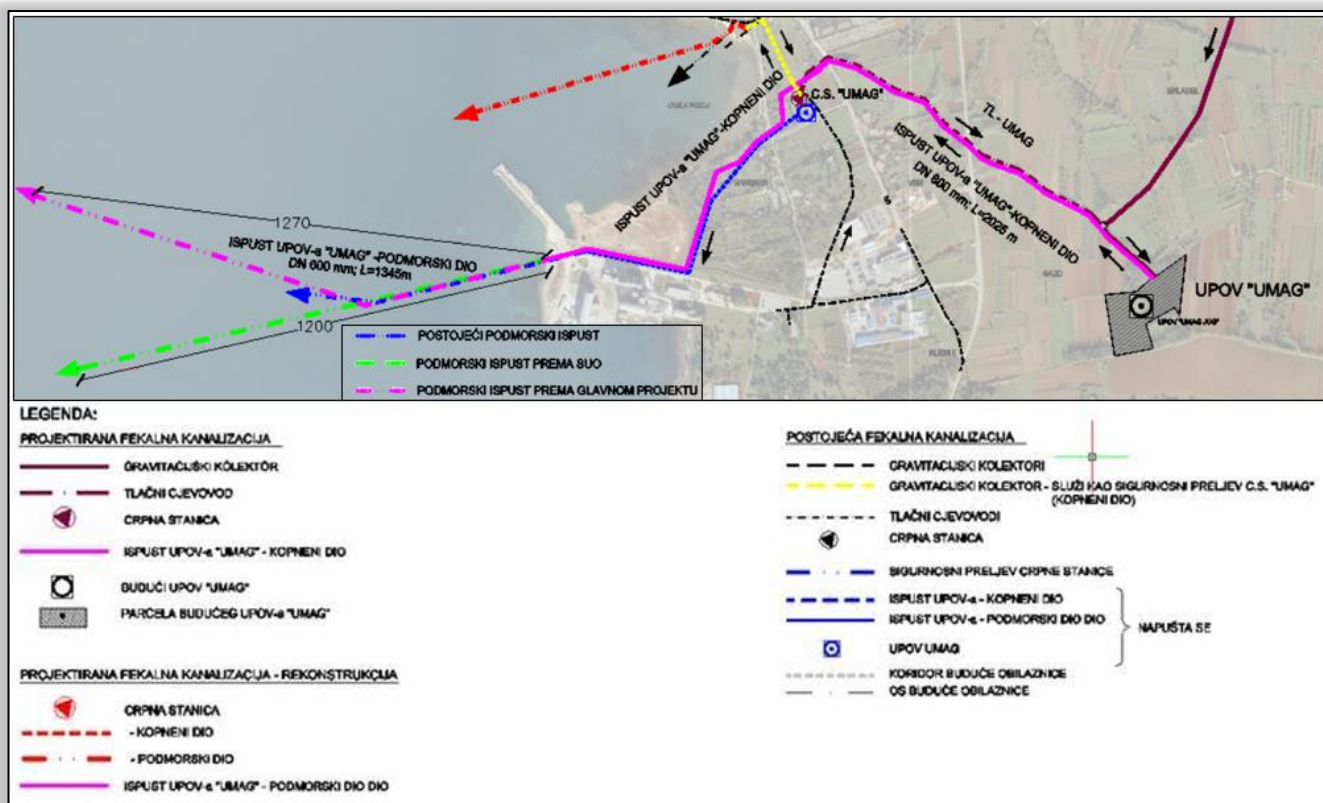 C.S. "UMAG"
ISPUST UPOV-a "UMAG"-KOPNENI DIO
TL - UMAG
ISPUST UPOV-a "UMAG"-KOPNENI DIO
DN 800 mm; L=2025 m
1270
ISPUST UPOV-a "UMAG" -PODMORSKI DIO
DN 600 mm; L=1345m
1200
UPOV "UMAG"
POSTOJEĆI PODMORSKI ISPUST
PODMORSKI ISPUST PREMA SUO
PODMORSKI ISPUST PREMA GLAVNOM PROJEKTU
LEGENDA:
PROJEKTIRANA FEKALNA KANALIZACIJA
GRAVITACIJSKI KOLEKTOR
TLAČNI CJEVOVOD
CRPNA STANICA
ISPUST UPOV-a "UMAG" - KOPNENI DIO
BUDUĆI UPOV "UMAG"
PARCELA BUDUĆEG UPOV-a "UMAG"
PROJEKTIRANA FEKALNA KANALIZACIJA - REKONSTRUKCIJA
CRPNA STANICA
- KOPNENI DIO
- PODMORSKI DIO
ISPUST UPOV-a "UMAG" - PODMORSKI DIO DIO
POSTOJEĆA FEKALNA KANALIZACIJA
GRAVITACIJSKI KOLEKTORI
GRAVITACIJSKI KOLEKTOR - SLUŽI KAO SIGURNOSNI PRELJEV C.S. "UMAG"
(KOPNENI DIO)
TLAČNI CJEVOVODI
CRPNA STANICA
SIGURNOSNI PRELJEV CRPNE STANICE
ISPUST UPOV-a - KOPNENI DIO
ISPUST UPOV-a - PODMORSKI DIO DIO
NAPUŠTA SE
UPOV UMAG
KORIDOR BUDUĆE OBILAZNICE
OS BUDUĆE OBILAZNICE